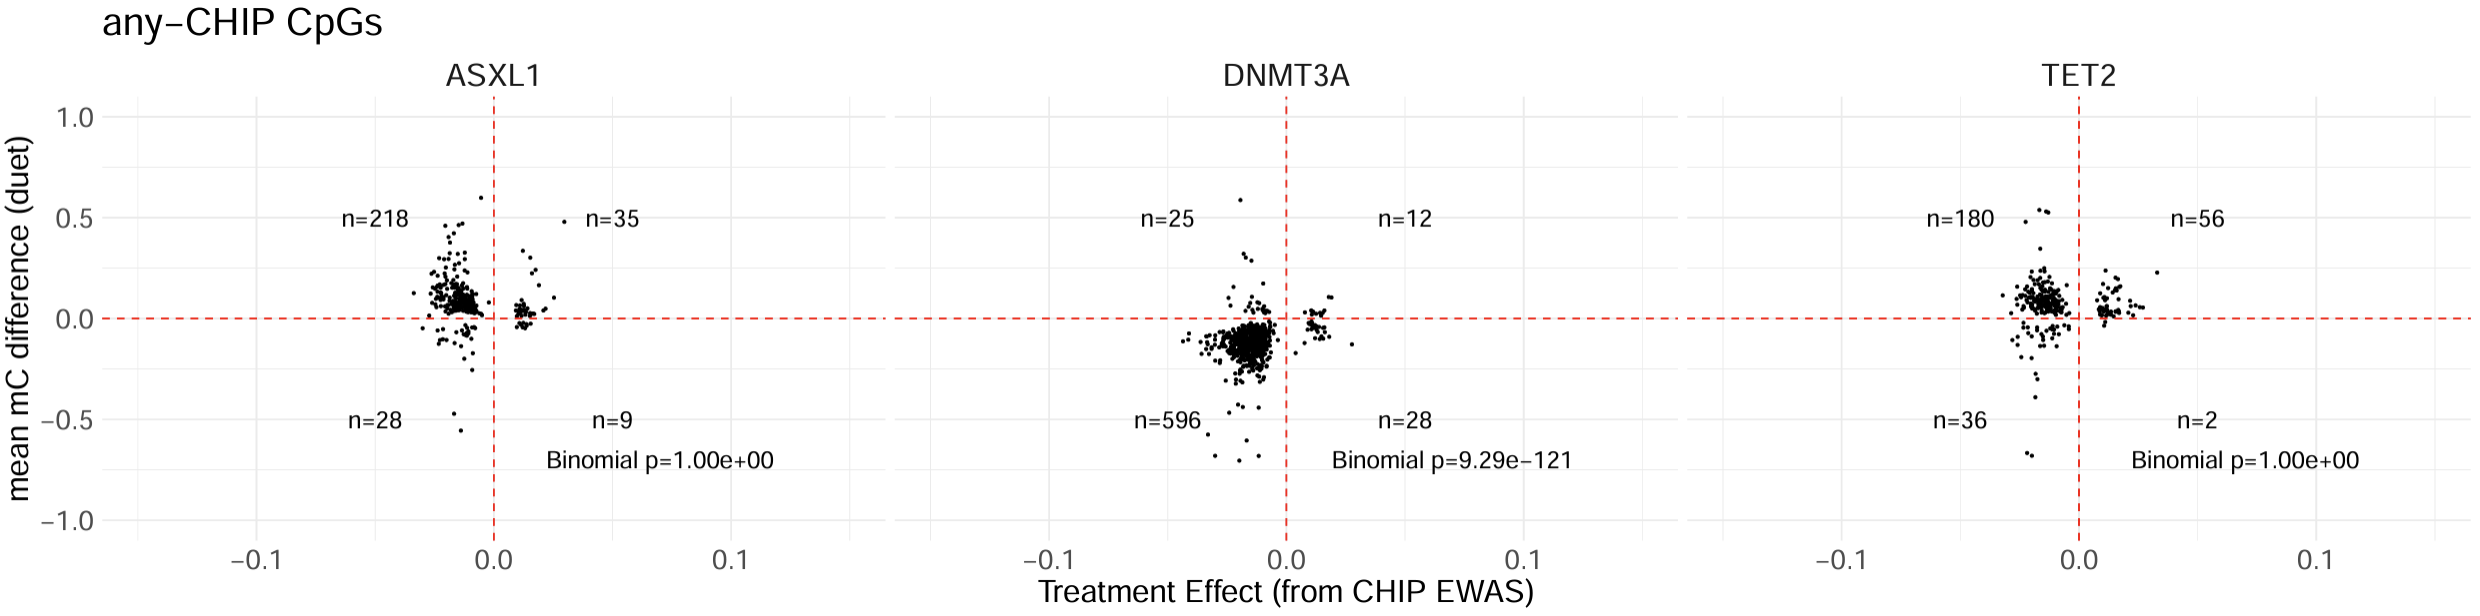 any−CHIP CpGs
ASXL1 DNMT3A TET2
mean mC difference (duet)
1.0
0.5
0.0
−0.5
−1.0
n=218 n=35 n=25 n=12 n=180 n=56
n=28 n=9 n=596 n=28 n=36 n=2
Binomial p=1.00e+00 Binomial p=9.29e−121 Binomial p=1.00e+00
−0.1 0.0 0.1 −0.1 0.0 0.1 −0.1 0.0 0.1
Treatment Effect (from CHIP EWAS)